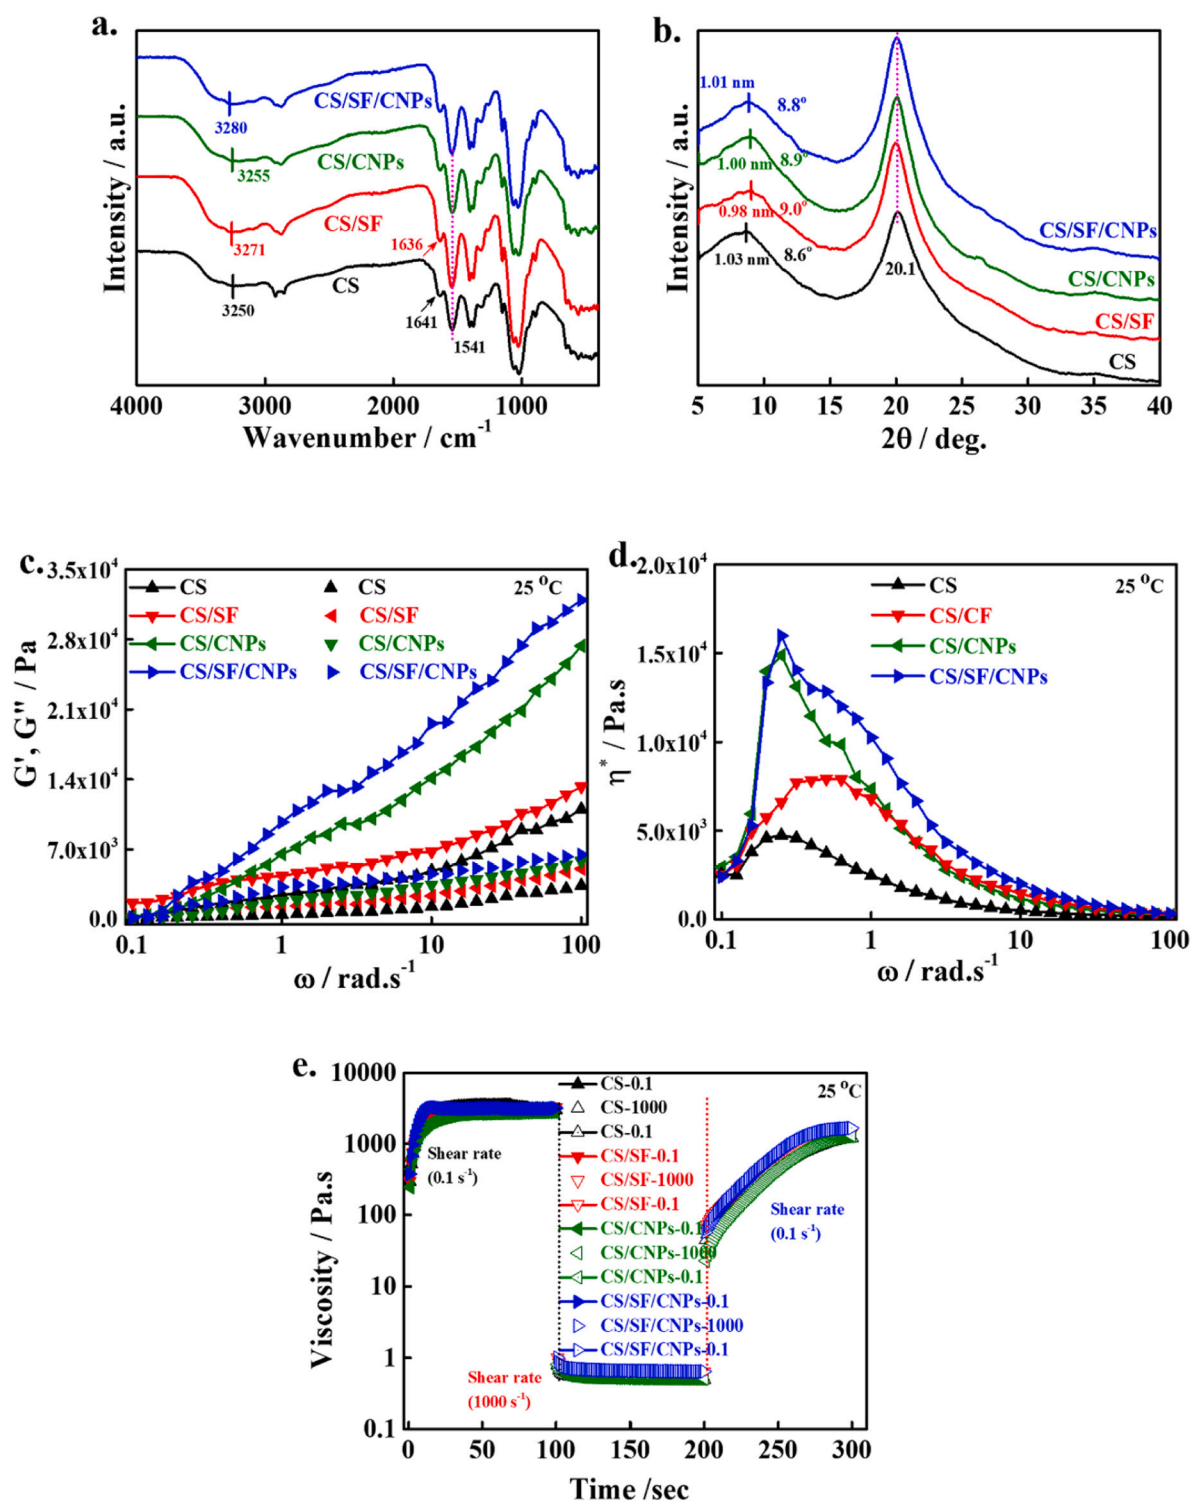 a.
Intensity / a.u.
CS/SF/CNPs
3280
CS/CNPs
3255
CS/SF
3271
1636
CS
3250
1641
1541
4000 3000 2000 1000
Wavenumber / cm⁻¹
b.
Intensity / a.u.
1.01 nm
8.8°
1.00 nm
8.9°
0.98 nm
9.0°
1.03 nm
8.6°
20.1
CS/SF/CNPs
CS/CNPs
CS/SF
CS
5 10 15 20 25 30 35 40
2θ / deg.
c.
G', G" / Pa
3.5x10⁴
2.8x10⁴
2.1x10⁴
1.4x10⁴
7.0x10³
0.0
CS CS 25 °C
CS/SF CS/SF
CS/CNPs CS/CNPs
CS/SF/CNPs CS/SF/CNPs
0.1 1 10 100
ω / rad.s⁻¹
d.
η* / Pa.s
2.0x10⁴
1.5x10⁴
1.0x10⁴
5.0x10³
0.0
CS 25 °C
CS/CF
CS/CNPs
CS/SF/CNPs
0.1 1 10 100
ω / rad.s⁻¹
e.
Viscosity / Pa.s
10000
1000
100
10
1
0.1
CS-0.1
CS-1000
CS-0.1
CS/SF-0.1
CS/SF-1000
CS/SF-0.1
CS/CNPs-0.1
CS/CNPs-1000
CS/CNPs-0.1
CS/SF/CNPs-0.1
CS/SF/CNPs-1000
CS/SF/CNPs-0.1
25 °C
Shear rate
(0.1 s⁻¹)
Shear rate
(1000 s⁻¹)
Shear rate
(0.1 s⁻¹)
0 50 100 150 200 250 300
Time /sec